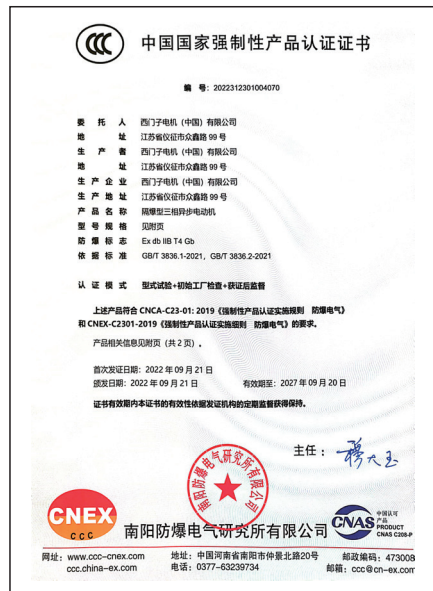 CCC
中国国家强制性产品认证证书
编 号：2022312301004070
委 托 人 西门子电机（中国）有限公司
地 址 江苏省仪征市众鑫路 99 号
生 产 者 西门子电机（中国）有限公司
地 址 江苏省仪征市众鑫路 99 号
生 产 企 业 西门子电机（中国）有限公司
生 产 地 址 江苏省仪征市众鑫路 99 号
产 品 名 称 隔爆型三相异步电动机
型 号 规 格 见附页
防 爆 标 志 Ex db IIB T4 Gb
依 据 标 准 GB/T 3836.1-2021，GB/T 3836.2-2021
认 证 模 式 型式试验+初始工厂检查+获证后监督
上述产品符合 CNCA-C23-01: 2019《强制性产品认证实施规则 防爆电气》
和 CNEX-C2301-2019《强制性产品认证实施细则 防爆电气》的要求。
产品相关信息见附页（共 2 页）。
首次发证日期：2022 年 09 月 21 日
颁发日期：2022 年 09 月 21 日 有效期至：2027 年 09 月 20 日
证书有效期内本证书的有效性依据发证机构的定期监督获得保持。
主任：
南阳防爆电气研究所有限公司
CNEX
CCC
南阳防爆电气研究所有限公司
CNAS
中国认可
产品
PRODUCT
CNAS C208-P
网址：www.ccc-cnex.com 地址：中国河南省南阳市仲景北路20号 邮政编码：473008
ccc.china-ex.com 电话：0377-63239734 邮箱：ccc@cn-ex.com